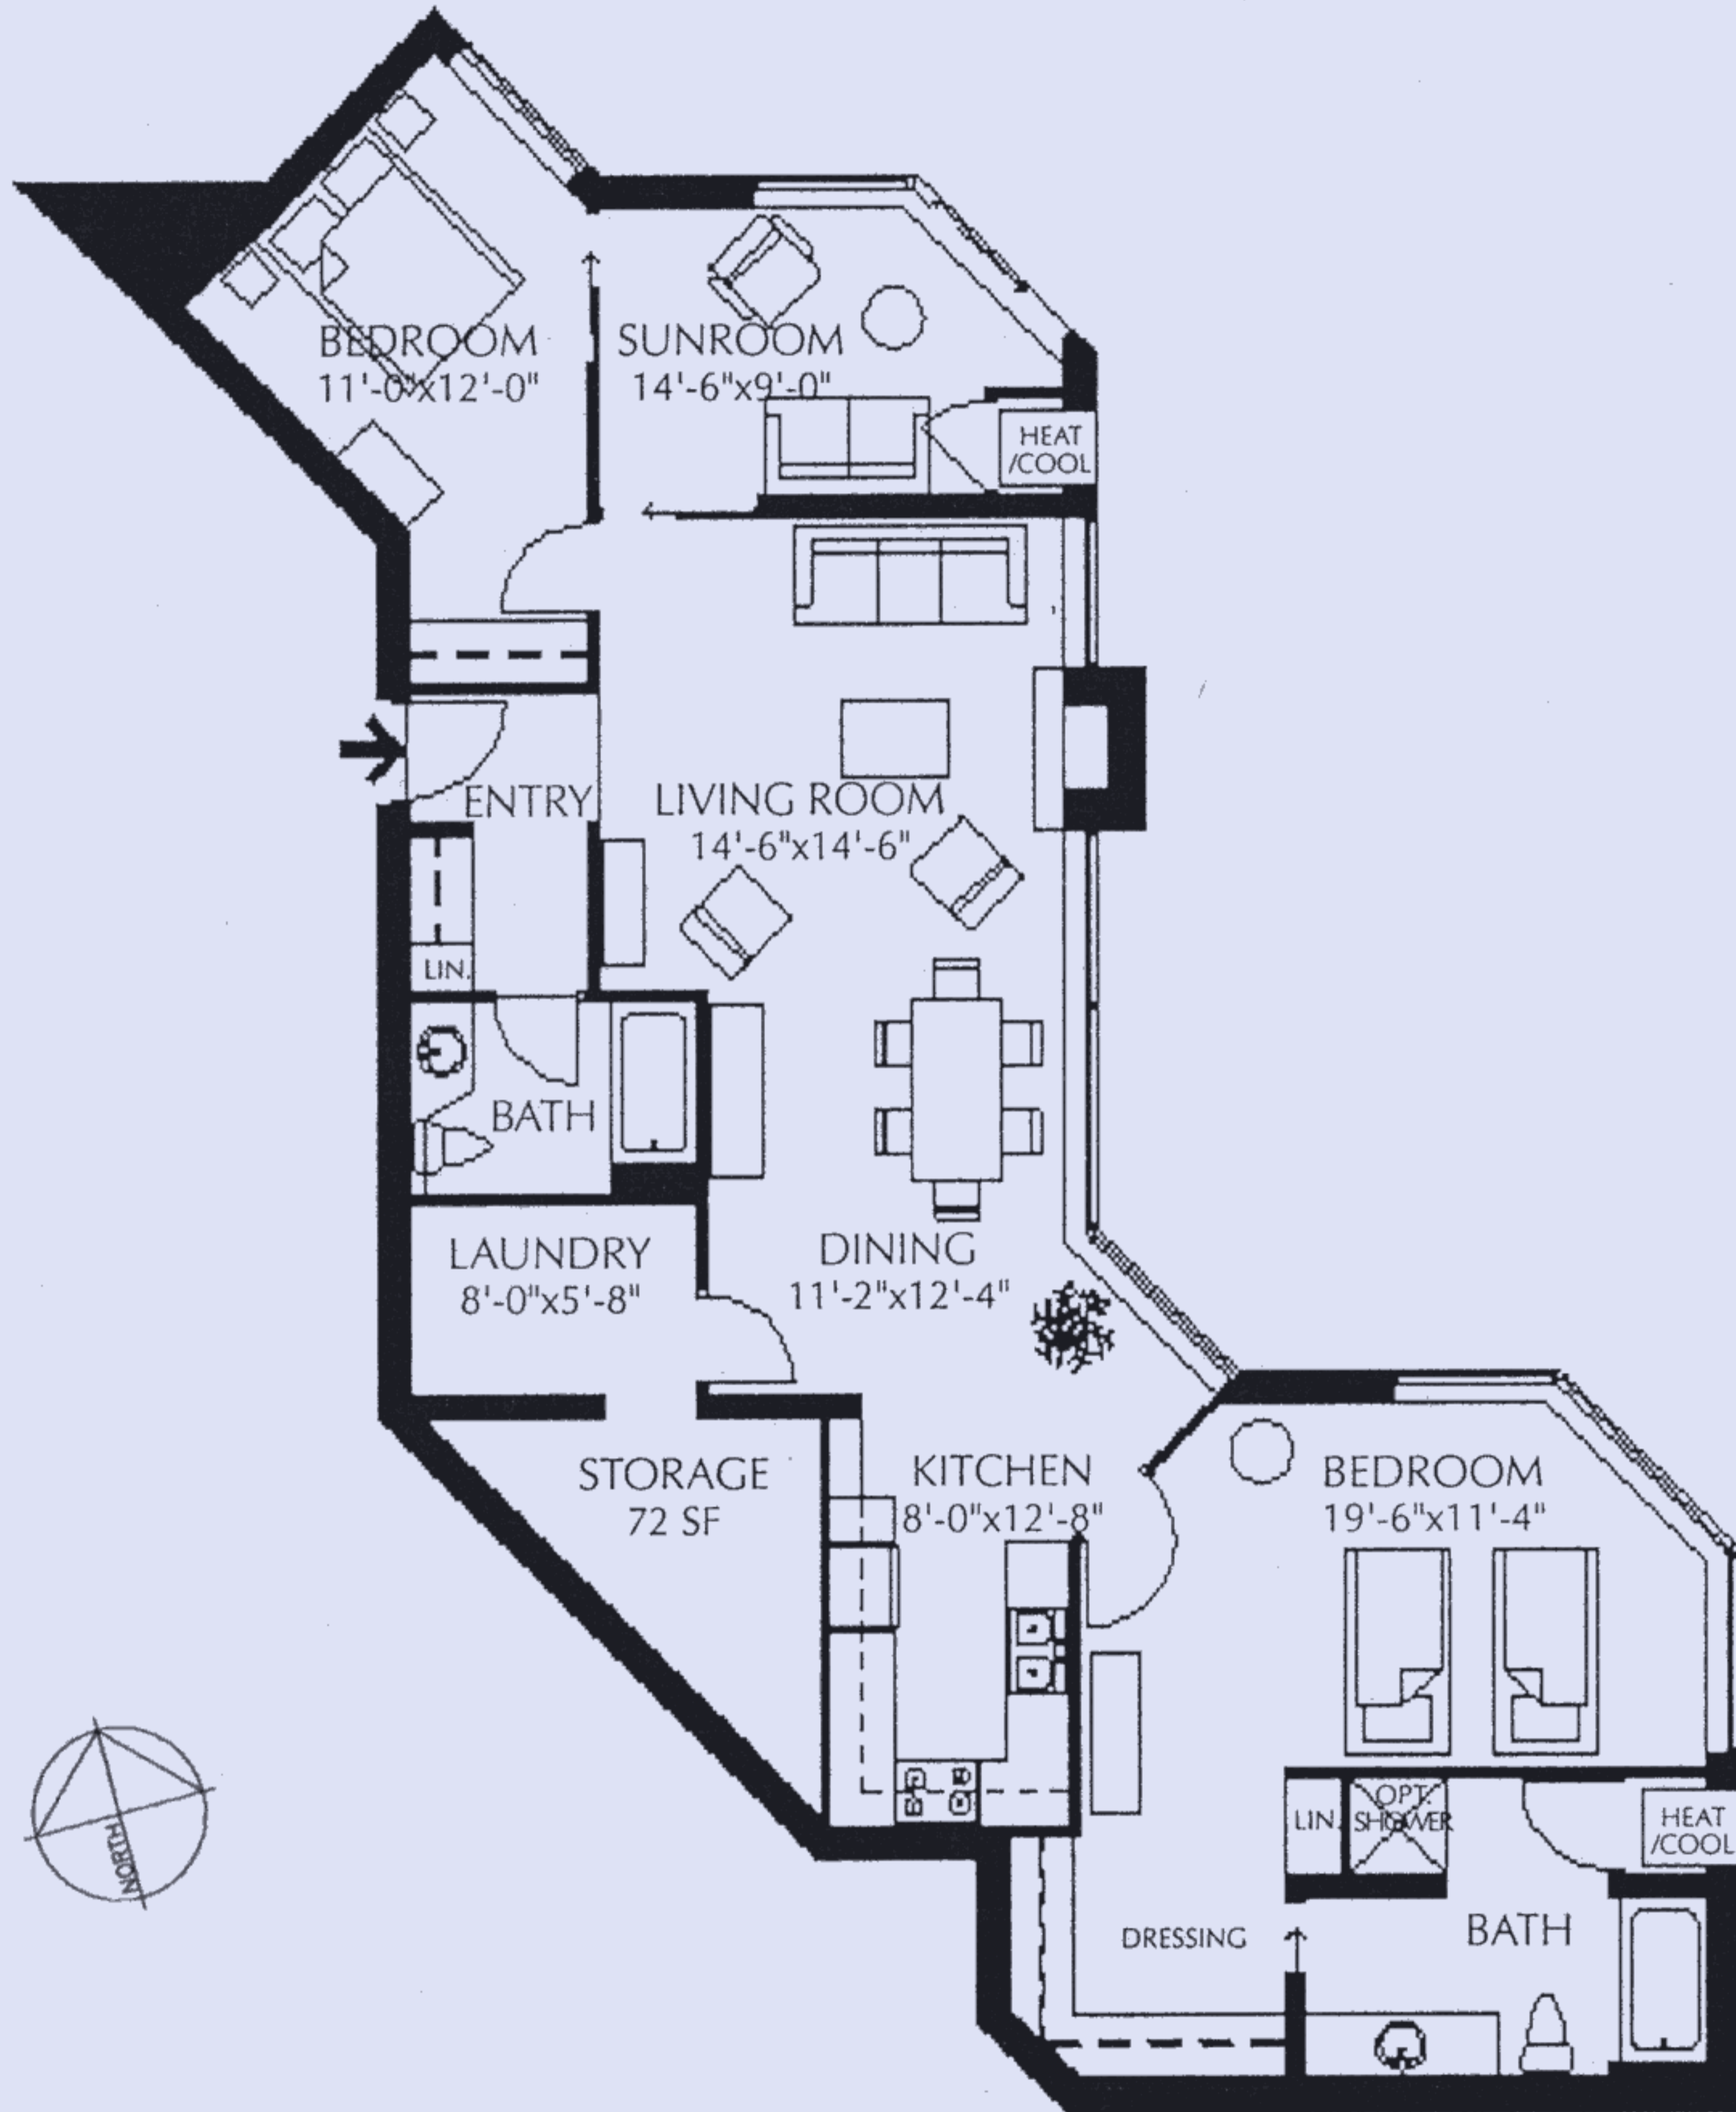 BEDROOM
11'-0"x12'-0"
SUNROOM
14'-6"x9'-0"
HEAT
/COOL
ENTRY
LIVING ROOM
14'-6"x14'-6"
LIN.
BATH
LAUNDRY
8'-0"x5'-8"
DINING
11'-2"x12'-4"
STORAGE
72 SF
KITCHEN
8'-0"x12'-8"
BEDROOM
19'-6"x11'-4"
LIN.
OPT.
SHOWER
HEAT
/COOL
DRESSING
BATH
NORTH